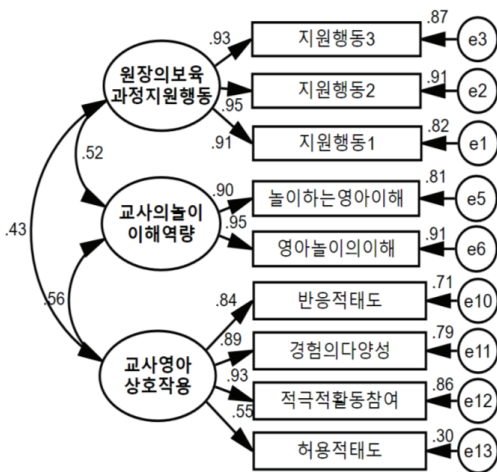 .87
.93
지원행동3
e3
원장의보육
과정지원행동
.91
지원행동2
e2
.95
.82
.91
지원행동1
e1
.52
.81
.90
놀이하는영아이해
e5
교사의놀이
이해역량
.43
.95
.91
영아놀이의이해
e6
.56
.71
.84
반응적태도
e10
.79
.89
경험의다양성
e11
교사영아
상호작용
.93
.86
적극적활동참여
e12
.55
.30
허용적태도
e13